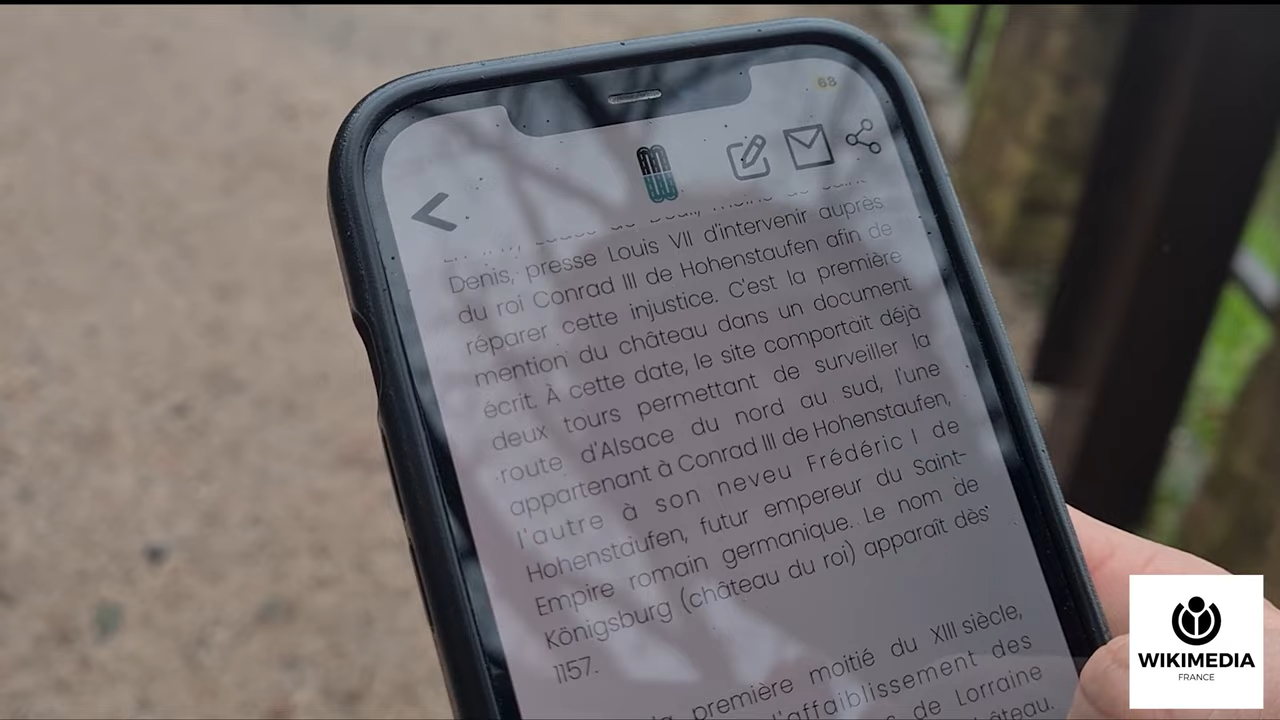 68
Denis, presse Louis VII d'intervenir auprès
du roi Conrad III de Hohenstaufen afin de
réparer cette injustice. C'est la première
mention du château dans un document
écrit. À cette date, le site comportait déjà
deux tours permettant de surveiller la
route d'Alsace du nord au sud, l'une
appartenant à Conrad III de Hohenstaufen,
l'autre à son neveu Frédéric I de
Hohenstaufen, futur empereur du Saint-
Empire romain germanique. Le nom de
Königsburg (château du roi) apparaît dès
1157.
première moitié du XIII siècle,
l'affaiblissement des
de Lorraine
château.
WIKIMEDIA
FRANCE